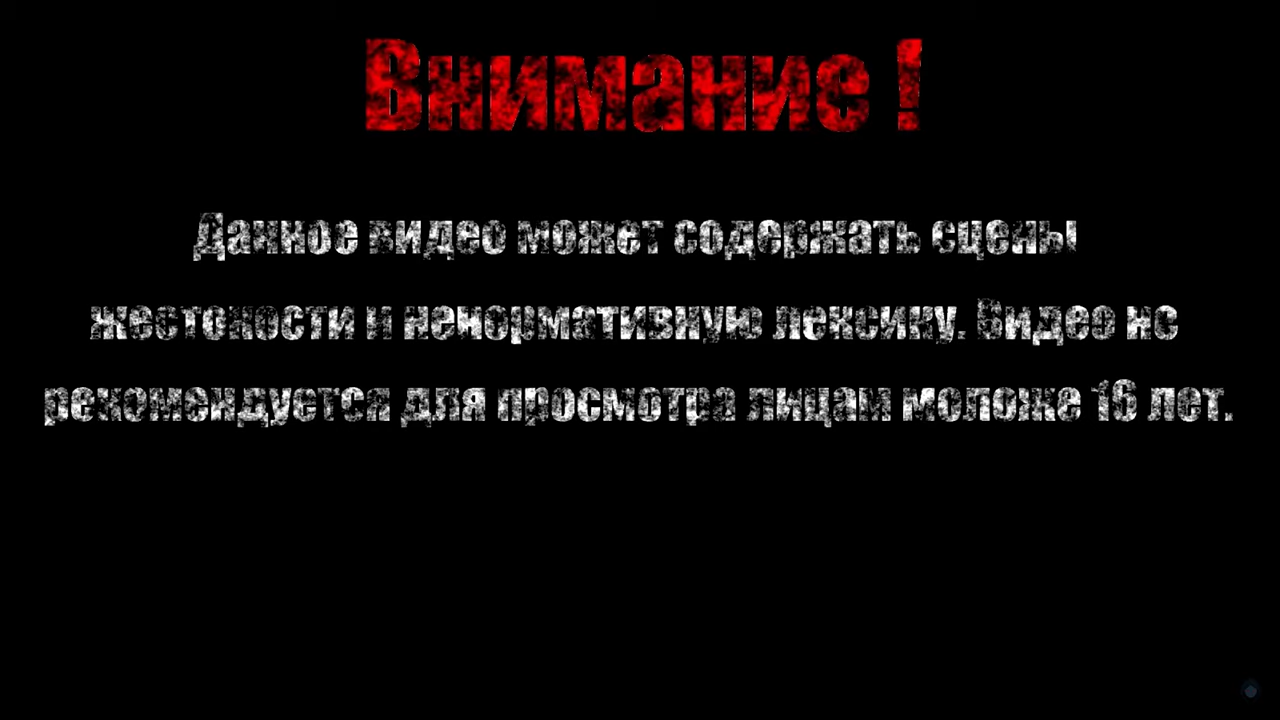 Внимание !
Данное видео может содержать сцены
жестокости и ненормативную лексику. Видео не
рекомендуется для просмотра лицам моложе 16 лет.